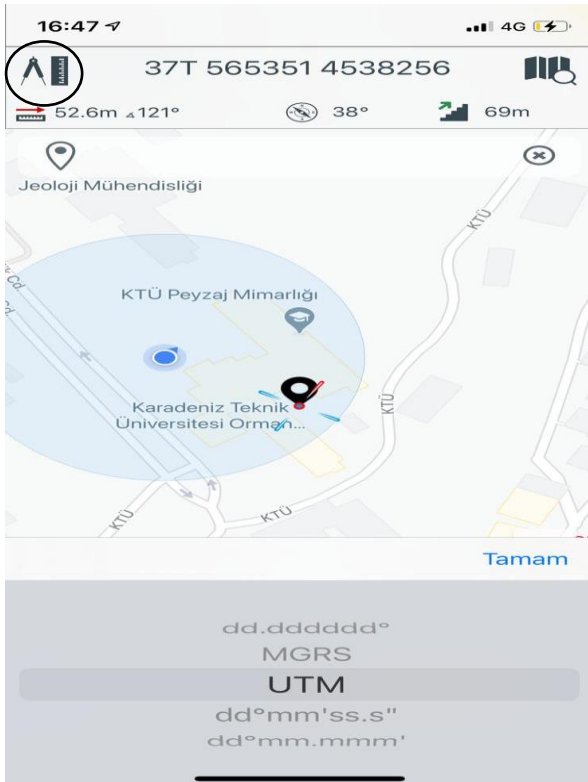 16:47
4G
37T 565351 4538256
52.6m ⊿121°
38°
69m
Jeoloji Mühendisliği
KTÜ
Cd.
KTÜ Peyzaj Mimarlığı
Karadeniz Teknik
Üniversitesi Orman...
KTÜ
KTÜ
KTÜ
Tamam
dd.dddddd°
MGRS
UTM
dd°mm'ss.s"
dd°mm.mmm'